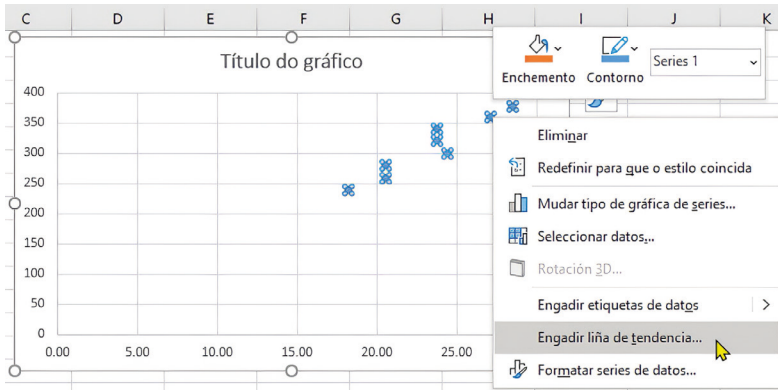 C D E F G H I J K
Título do gráfico
400
350
300
250
200
150
100
50
0
0.00 5.00 10.00 15.00 20.00 25.00
Enchemento Contorno Series 1
Eliminar
Redefinir para que o estilo coincida
Mudar tipo de gráfica de series...
Seleccionar datos...
Rotación 3D...
Engadir etiquetas de datos >
Engadir liña de tendencia...
Formatar series de datos...